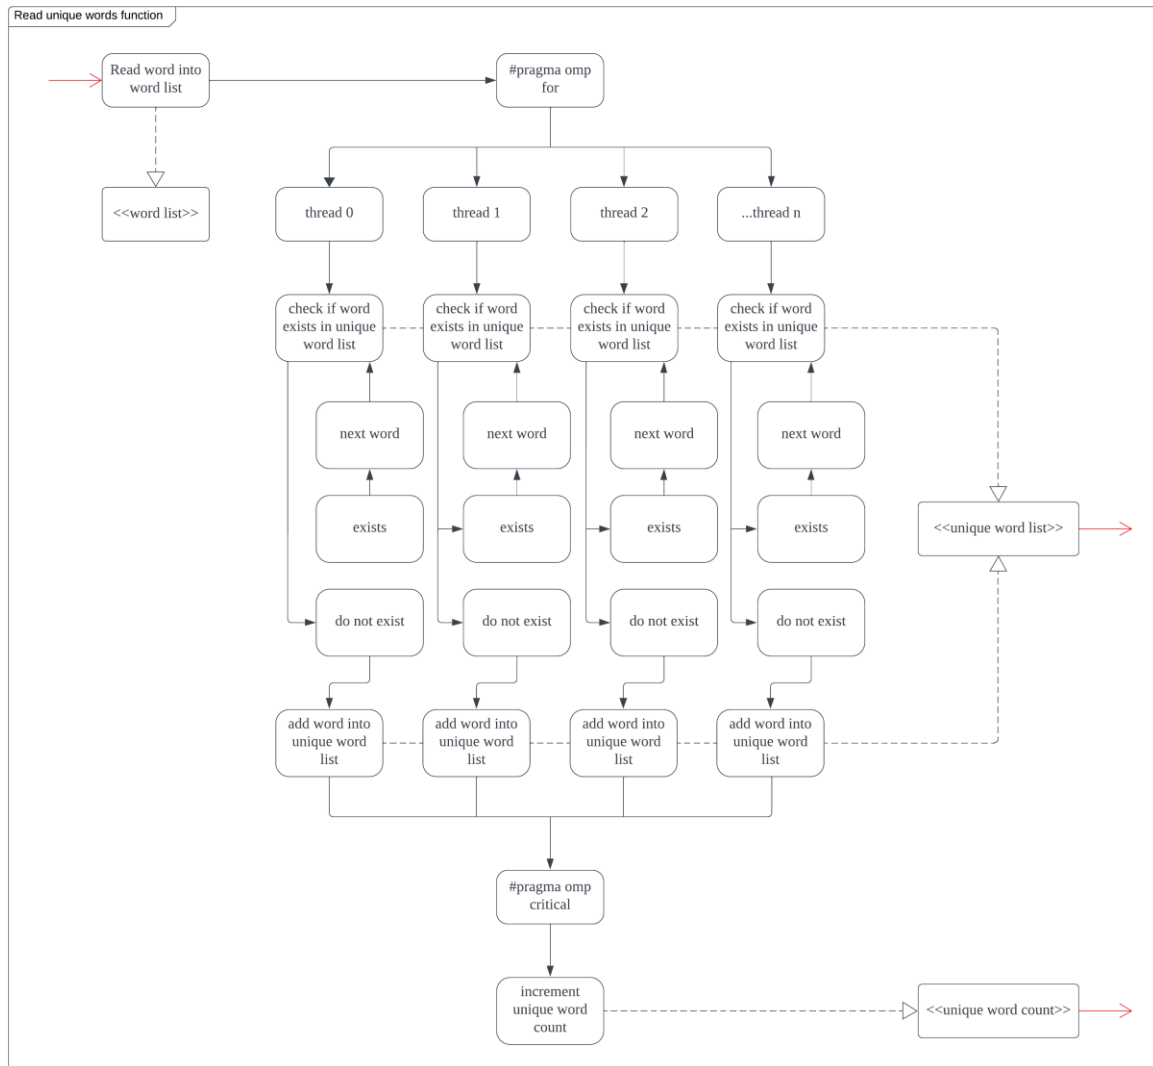 Read unique words function
Read word into
word list
#pragma omp
for
<<word list>>
thread 0
thread 1
thread 2
...thread n
check if word
exists in unique
word list
check if word
exists in unique
word list
check if word
exists in unique
word list
check if word
exists in unique
word list
next word
next word
next word
next word
exists
exists
exists
exists
<<unique word list>>
do not exist
do not exist
do not exist
do not exist
add word into
unique word
list
add word into
unique word
list
add word into
unique word
list
add word into
unique word
list
#pragma omp
critical
increment
unique word
count
<<unique word count>>